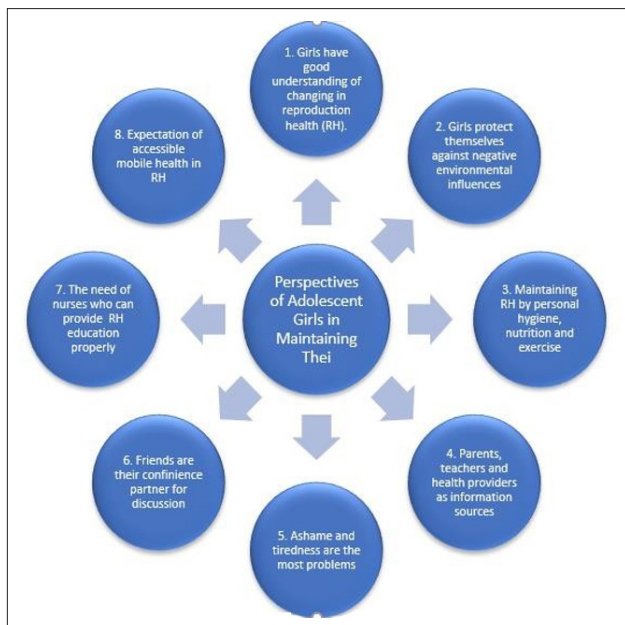 1. Girls have
good
understanding of
changing in
reproduction
health (RH).
2. Girls protect
themselves
against negative
environmental
influences
3. Maintaining
RH by personal
hygiene,
nutrition and
exercise
4. Parents,
teachers and
health providers
as information
sources
5. Ashame and
tiredness are the
most problems
6. Friends are
their confinience
partner for
discussion
7. The need of
nurses who can
provide RH
education
properly
8. Expectation of
accessible
mobile health in
RH
Perspectives
of Adolescent
Girls in
Maintaining
Thei